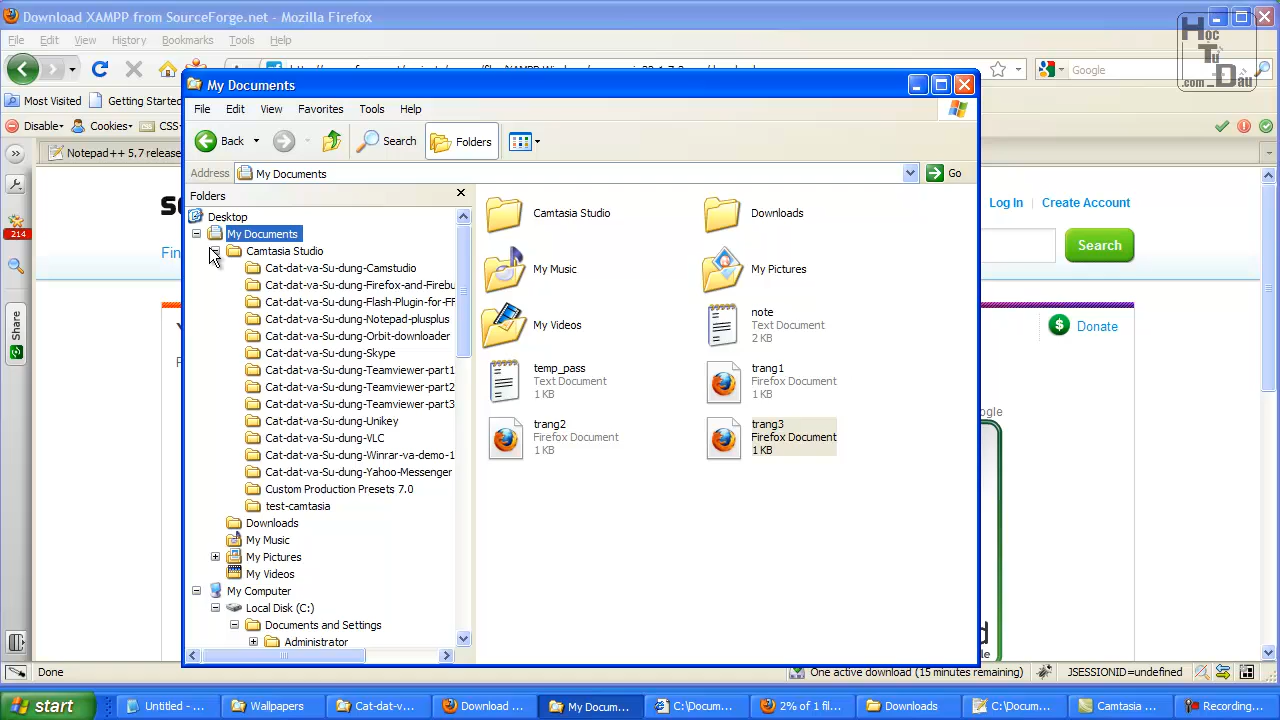 Download XAMPP from SourceForge.net - Mozilla Firefox
File Edit View History Bookmarks Tools Help
Hoc
Tu
.com_Dau
Google
Most Visited Getting Started
Disable Cookies CSS
Notepad++ 5.7 release
My Documents
File Edit View Favorites Tools Help
Back Search Folders
Address My Documents Go
Folders
Desktop
My Documents
Camtasia Studio
Cat-dat-va-Su-dung-Camstudio
Cat-dat-va-Su-dung-Firefox-and-Firebu
Cat-dat-va-Su-dung-Flash-Plugin-for-FF
Cat-dat-va-Su-dung-Notepad-plusplus
Cat-dat-va-Su-dung-Orbit-downloader
Cat-dat-va-Su-dung-Skype
Cat-dat-va-Su-dung-Teamviewer-part1
Cat-dat-va-Su-dung-Teamviewer-part2
Cat-dat-va-Su-dung-Teamviewer-part3
Cat-dat-va-Su-dung-Unikey
Cat-dat-va-Su-dung-VLC
Cat-dat-va-Su-dung-Winrar-va-demo-1
Cat-dat-va-Su-dung-Yahoo-Messenger
Custom Production Presets 7.0
test-camtasia
Downloads
My Music
My Pictures
My Videos
My Computer
Local Disk (C:)
Documents and Settings
Administrator
Camtasia Studio
Downloads
My Music
My Pictures
My Videos
note
Text Document
2 KB
temp_pass
Text Document
1 KB
trang1
Firefox Document
1 KB
trang2
Firefox Document
1 KB
trang3
Firefox Document
1 KB
Log In Create Account
Search
Fin
$ Donate
214
Share
Done One active download (15 minutes remaining) JSESSIONID=undefined
start Untitled - ... Wallpapers Cat-dat-v... Download ... My Docum... C:\Docum... 2% of 1 fil... Downloads C:\Docum... Camtasia ... Recording...